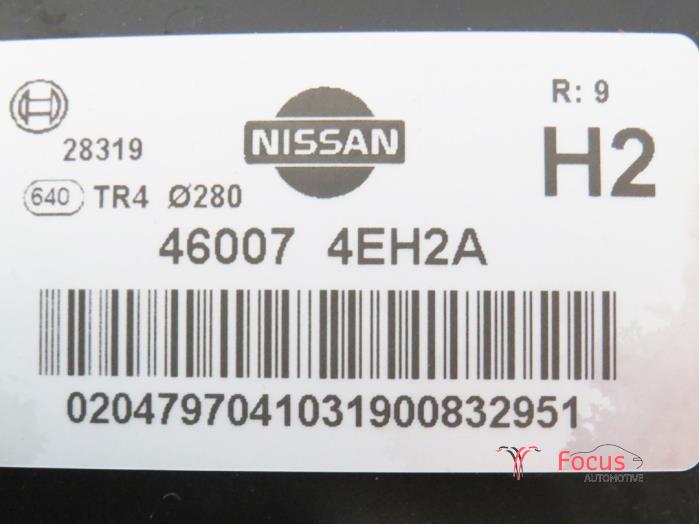 R: 9
NISSAN
H2
28319
640 TR4 Ø280
46007 4EH2A
0204797041031900832951
Focus
AUTOMOTIVE